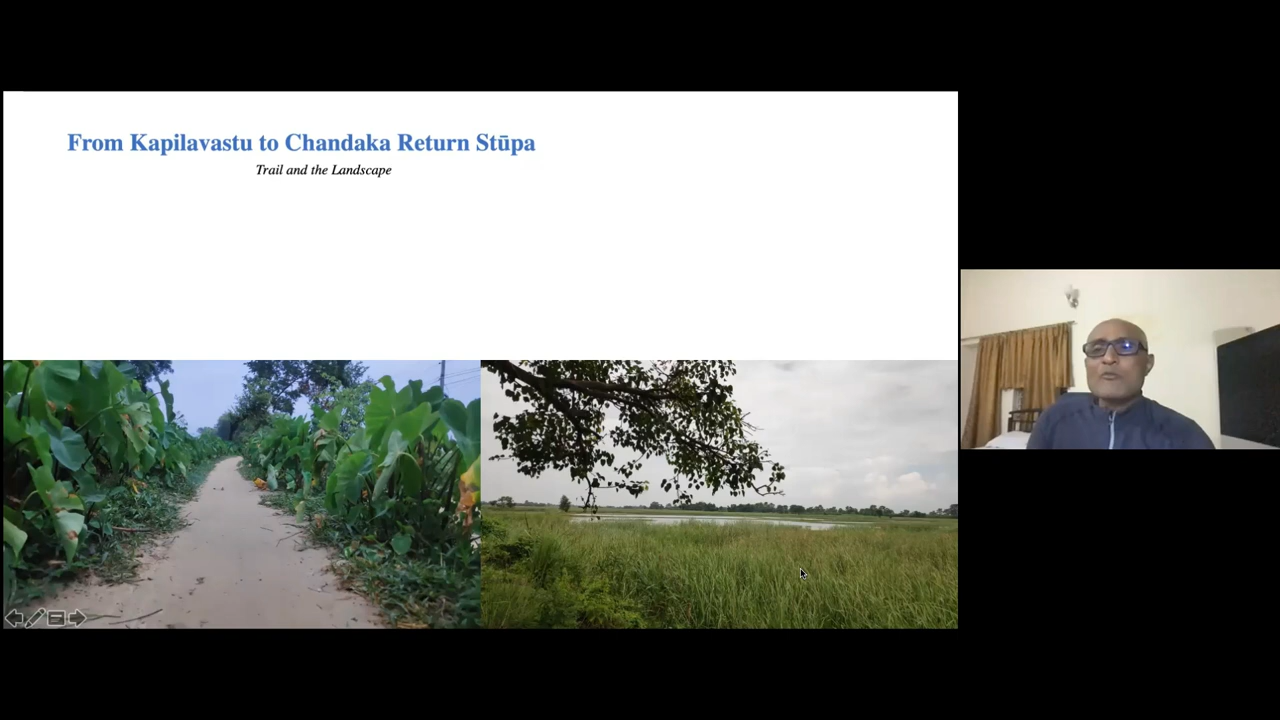 From Kapilavastu to Chandaka Return Stūpa
Trail and the Landscape